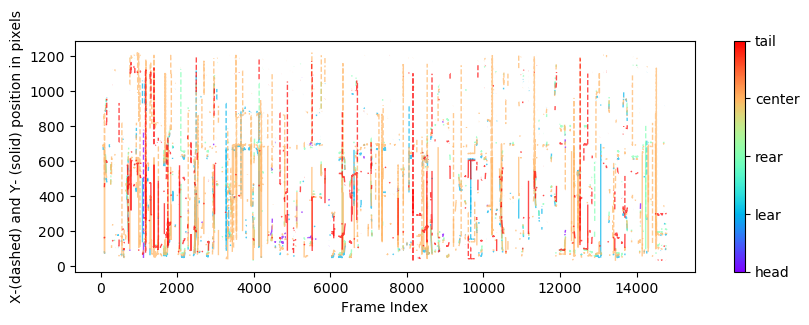 X-(dashed) and Y- (solid) position in pixels
1200
1000
800
600
400
200
0
0
2000
4000
6000
8000
10000
12000
14000
Frame Index
tail
center
rear
lear
head